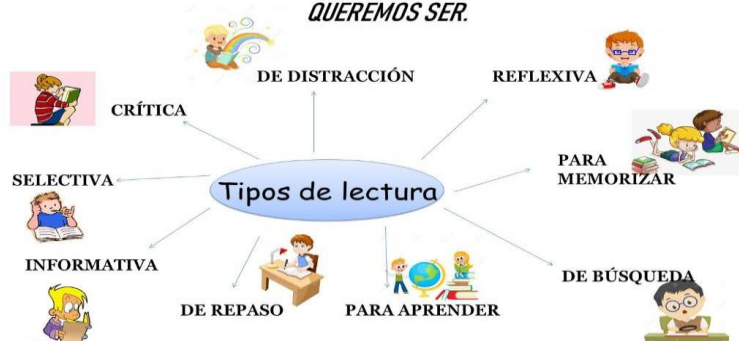 QUEREMOS SER.
DE DISTRACCIÓN
REFLEXIVA
CRÍTICA
PARA
MEMORIZAR
SELECTIVA
Tipos de lectura
INFORMATIVA
DE BÚSQUEDA
DE REPASO
PARA APRENDER